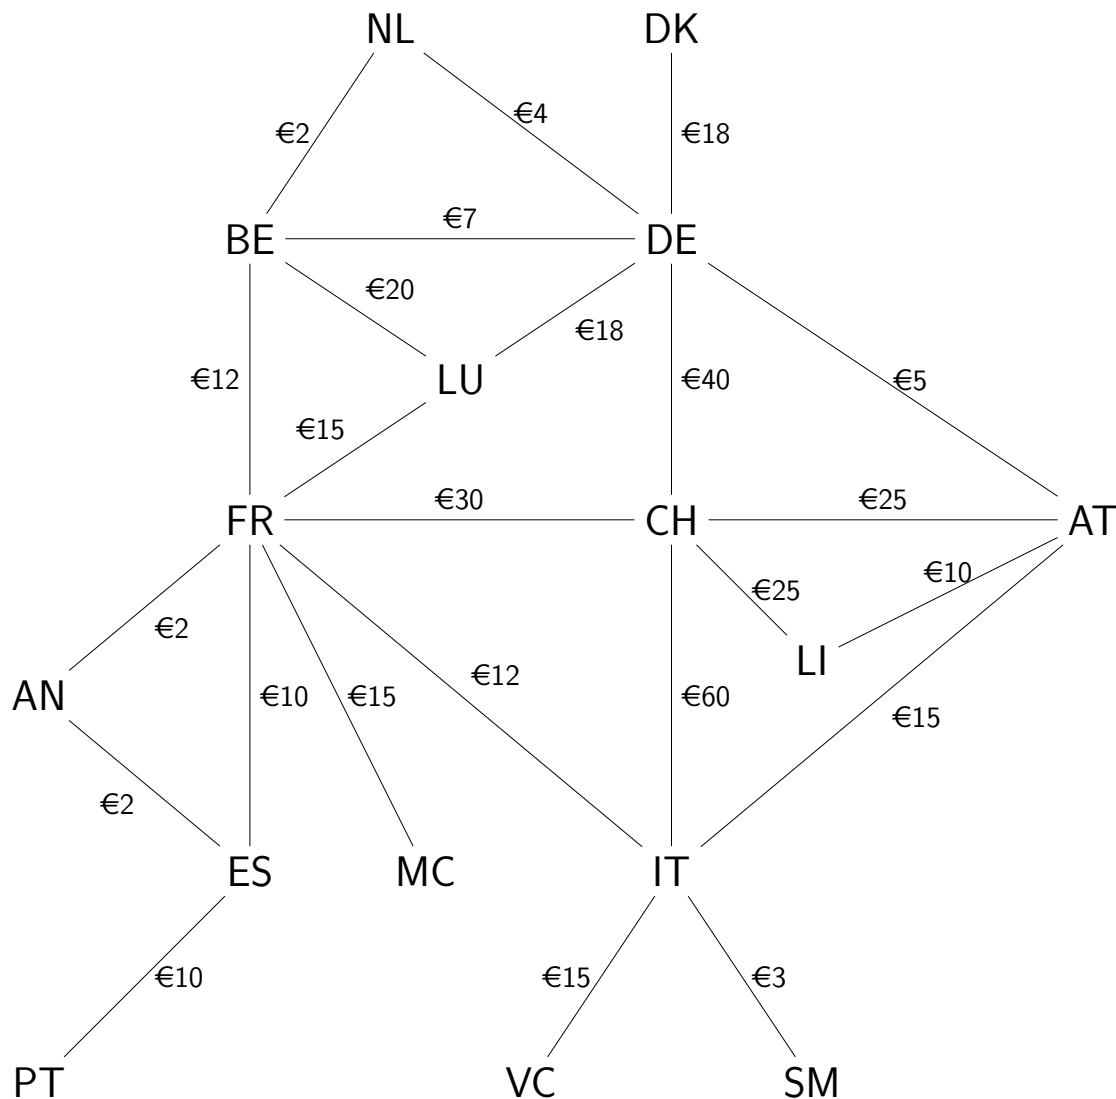 NL
DK
€2
€4
€18
BE
€7
DE
€20
€18
LU
€12
€40
€5
€15
FR
€30
CH
€25
AT
€10
€25
€2
LI
AN
€10
€15
€12
€60
€15
€2
ES
MC
IT
€10
€15
€3
PT
VC
SM